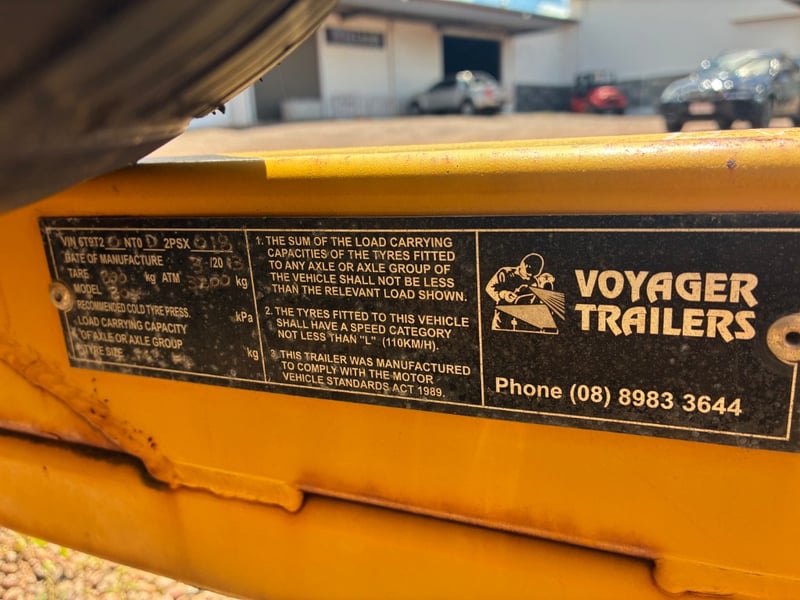 VIN 6T9T2 NT0 2PSX
DATE OF MANUFACTURE /20
TARE kg ATM kg
MODEL
RECOMMENDED COLD TYRE PRESS. kPa
LOAD CARRYING CAPACITY
OF AXLE OR AXLE GROUP kg
TYRE SIZE
1. THE SUM OF THE LOAD CARRYING
CAPACITIES OF THE TYRES FITTED
TO ANY AXLE OR AXLE GROUP OF
THE VEHICLE SHALL NOT BE LESS
THAN THE RELEVANT LOAD SHOWN.
2. THE TYRES FITTED TO THIS VEHICLE
SHALL HAVE A SPEED CATEGORY
NOT LESS THAN "L" (110KM/H).
3. THIS TRAILER WAS MANUFACTURED
TO COMPLY WITH THE MOTOR
VEHICLE STANDARDS ACT 1989.
VOYAGER
TRAILERS
Phone (08) 8983 3644